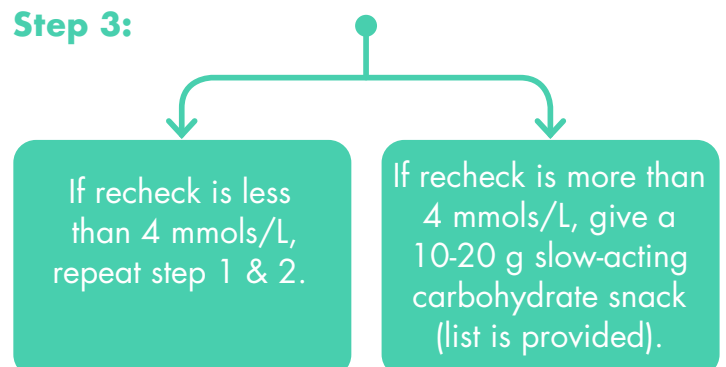 Step 3:
If recheck is less
than 4 mmols/L,
repeat step 1 & 2.
If recheck is more than
4 mmols/L, give a
10-20 g slow-acting
carbohydrate snack
(list is provided).